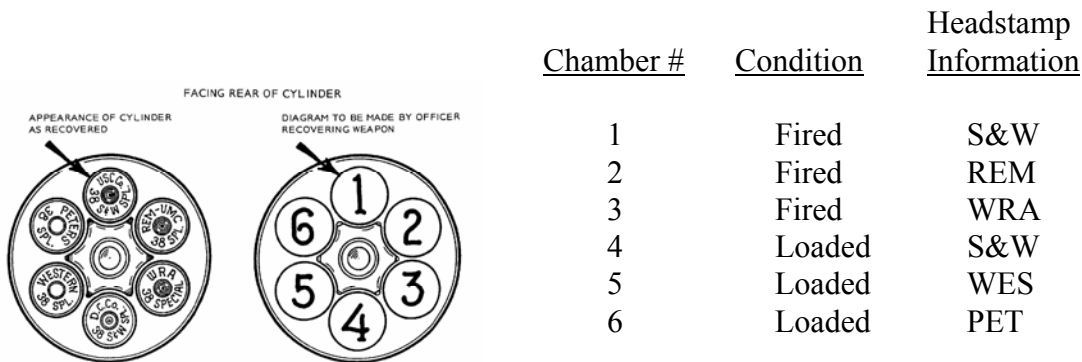 FACING REAR OF CYLINDER
APPEARANCE OF CYLINDER
AS RECOVERED
DIAGRAM TO BE MADE BY OFFICER
RECOVERING WEAPON
USC Co.
38 S&W SPL
REM-UMC
38 SPL.
WRA
38 SPECIAL
D.C.Co.
38 S&W SP.
WESTERN
38 SPL.
PETERS
38 SPL.
1
2
3
4
5
6
Headstamp
Chamber # Condition Information
1 Fired S&W
2 Fired REM
3 Fired WRA
4 Loaded S&W
5 Loaded WES
6 Loaded PET